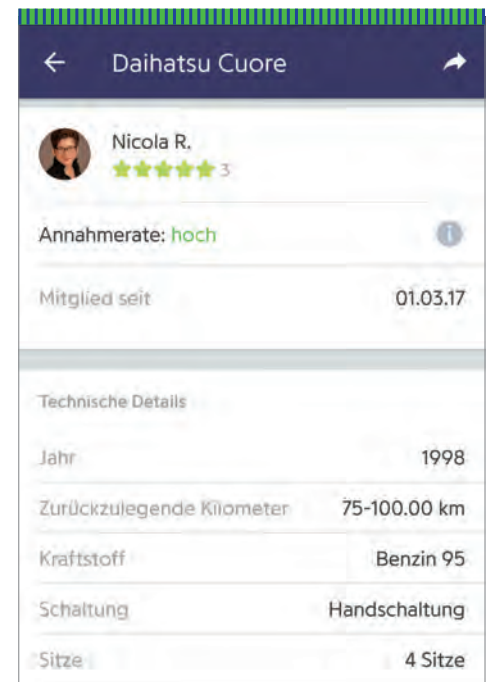 Daihatsu Cuore
Nicola R.
3
Annahmerate: hoch
Mitglied seit 01.03.17
Technische Details
Jahr 1998
Zurückzulegende Kilometer 75-100.00 km
Kraftstoff Benzin 95
Schaltung Handschaltung
Sitze 4 Sitze